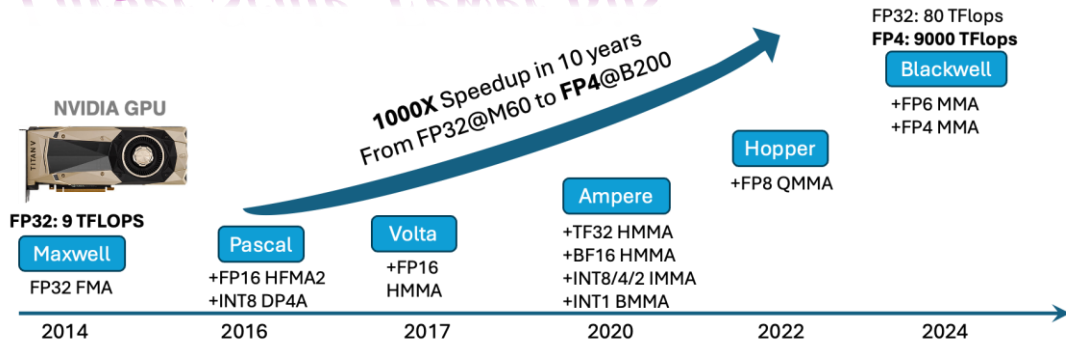 FP32: 80 TFlops
FP4: 9000 TFlops
Blackwell
+FP6 MMA
+FP4 MMA
1000X Speedup in 10 years
From FP32@M60 to FP4@B200
NVIDIA GPU
TITAN V
Hopper
+FP8 QMMA
Ampere
+TF32 HMMA
+BF16 HMMA
+INT8/4/2 IMMA
+INT1 BMMA
FP32: 9 TFLOPS
Maxwell
FP32 FMA
Pascal
+FP16 HFMA2
+INT8 DP4A
Volta
+FP16
HMMA
2014
2016
2017
2020
2022
2024